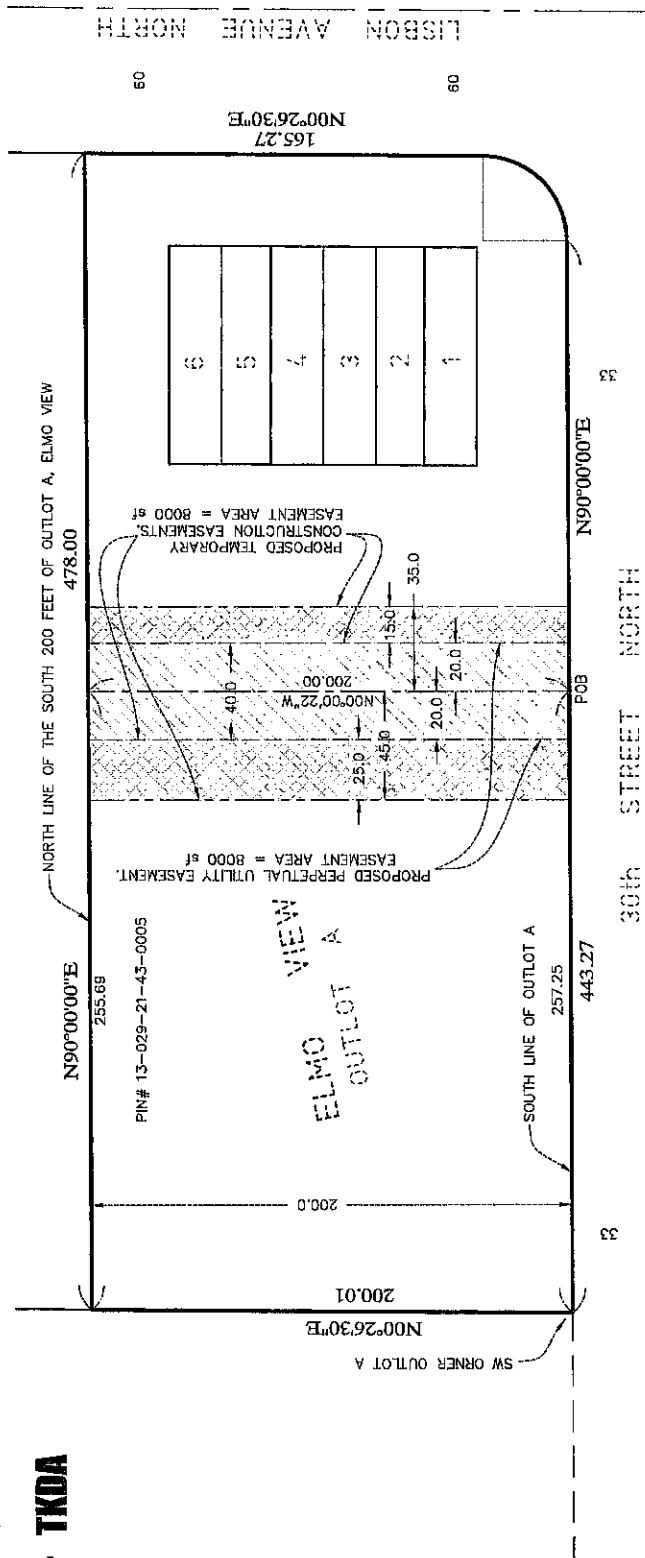 TKDA
NORTH LINE OF THE SOUTH 200 FEET OF OUTLOT A, ELMO VIEW
N90°00'00"E
478.00
255.69
PIN# 13-029-21-43-0005
PROPOSED PERPETUAL UTILITY EASEMENT.
EASEMENT AREA = 8000 sf
PROPOSED TEMPORARY
CONSTRUCTION EASEMENTS.
EASEMENT AREA = 8000 sf
ELMO VIEW
OUTLOT A
200.0
200.01
N00°26'30"E
SW ORNER OUTLOT A
40.0
200.00
N00°00'22"W
25.0
45.0
20.0
20.0
15.0
35.0
6
5
4
3
2
1
N00°26'30"E
165.27
60
60
LISBON AVENUE NORTH
SOUTH LINE OF OUTLOT A
257.25
443.27
POB
N90°00'00"E
33
33
30th STREET NORTH